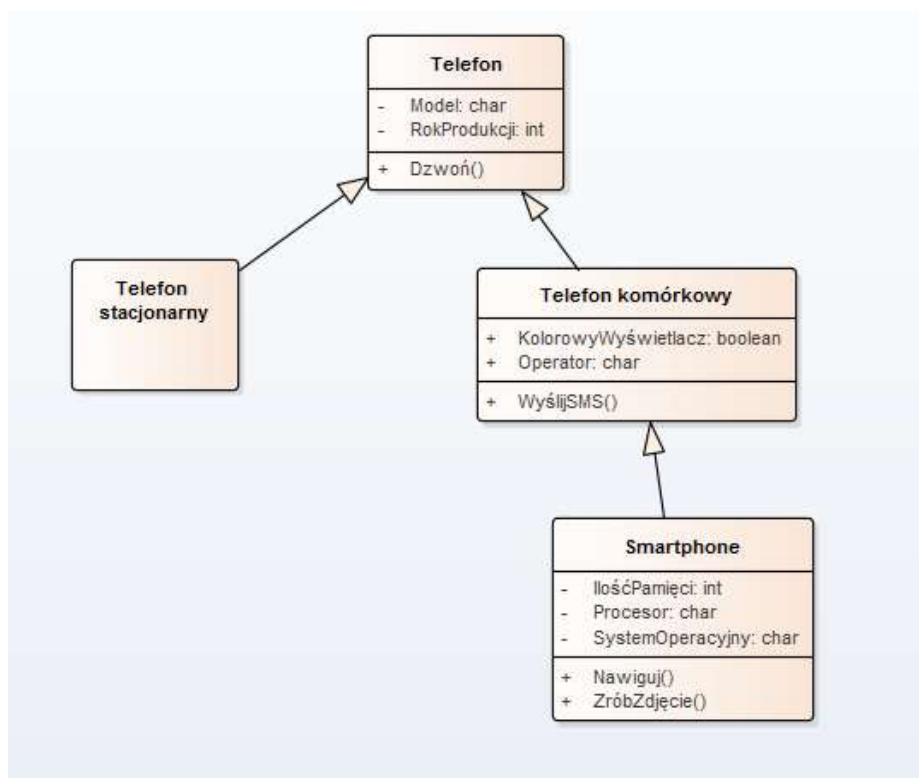 Telefon
- Model: char
- RokProdukcji: int
+ Dzwoń()
Telefon
stacjonarny
Telefon komórkowy
+ KolorowyWyświetlacz: boolean
+ Operator: char
+ WyślijSMS()
Smartphone
- IlośćPamięci: int
- Procesor: char
- SystemOperacyjny: char
+ Nawiguj()
+ ZróbZdjęcie()